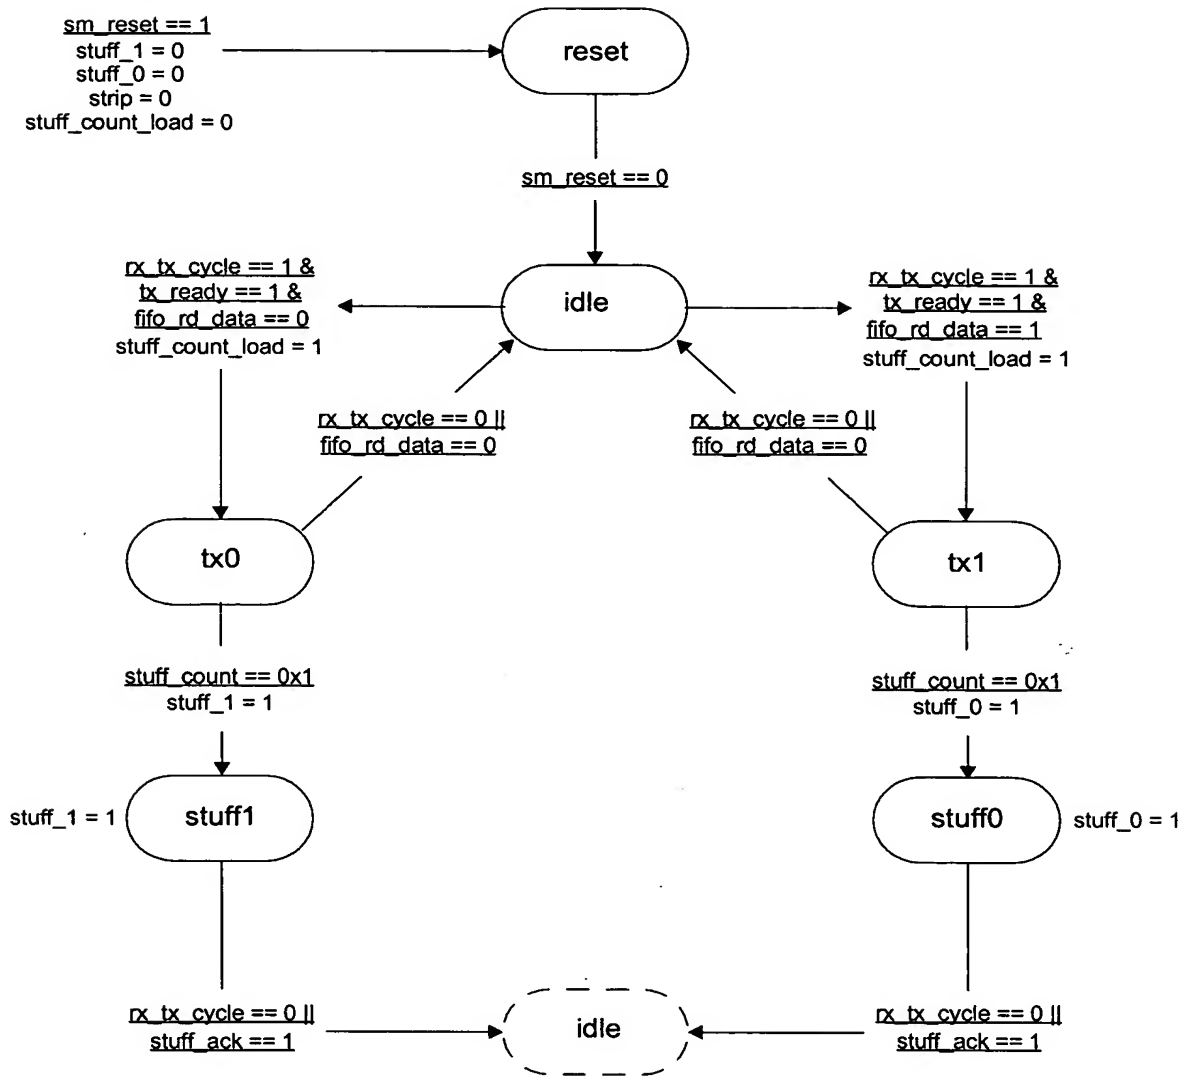 sm_reset == 1
stuff_1 = 0
stuff_0 = 0
strip = 0
stuff_count_load = 0
reset
sm_reset == 0
rx_tx_cycle == 1 &
tx_ready == 1 &
fifo_rd_data == 0
stuff_count_load = 1
idle
rx_tx_cycle == 1 &
tx_ready == 1 &
fifo_rd_data == 1
stuff_count_load = 1
rx_tx_cycle == 0 ||
fifo_rd_data == 0
rx_tx_cycle == 0 ||
fifo_rd_data == 0
tx0
tx1
stuff_count == 0x1
stuff_1 = 1
stuff_count == 0x1
stuff_0 = 1
stuff_1 = 1
stuff1
stuff0
stuff_0 = 1
rx_tx_cycle == 0 ||
stuff_ack == 1
idle
rx_tx_cycle == 0 ||
stuff_ack == 1